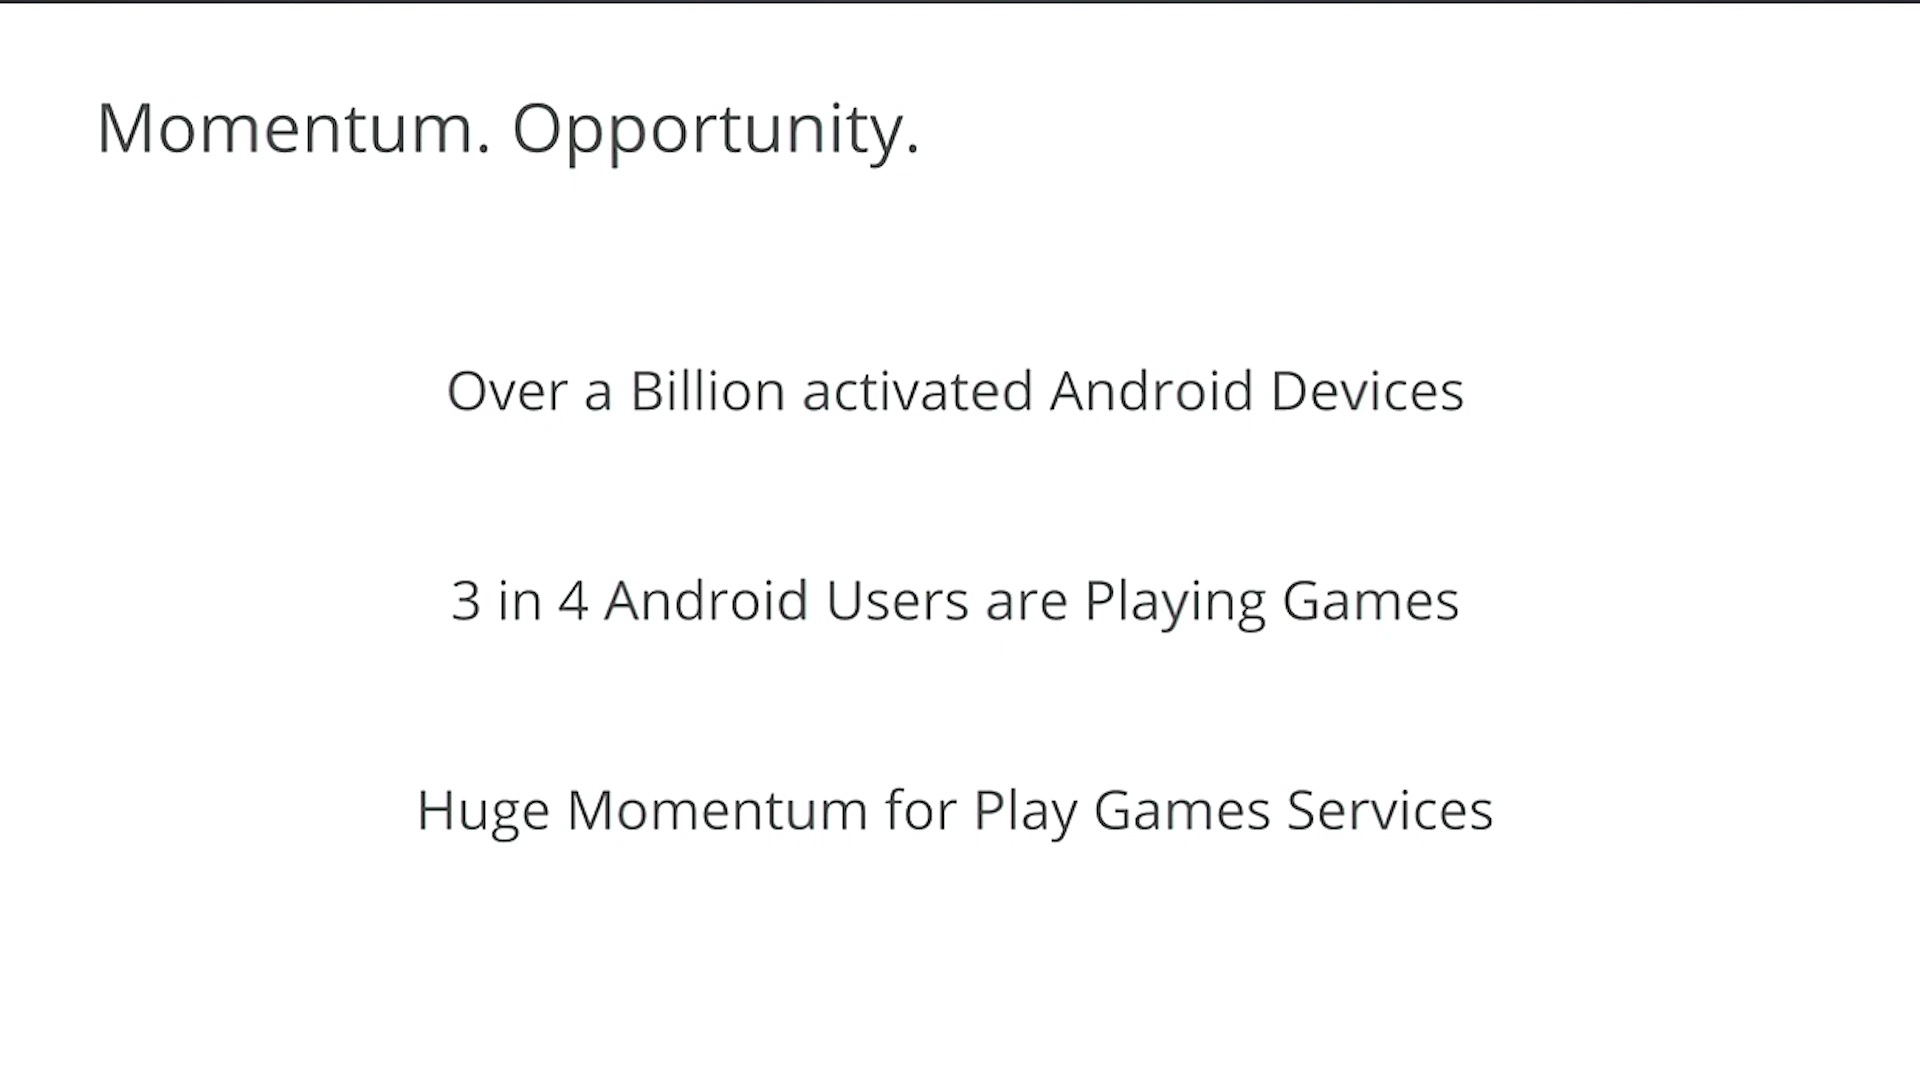 Momentum. Opportunity.
Over a Billion activated Android Devices
3 in 4 Android Users are Playing Games
Huge Momentum for Play Games Services